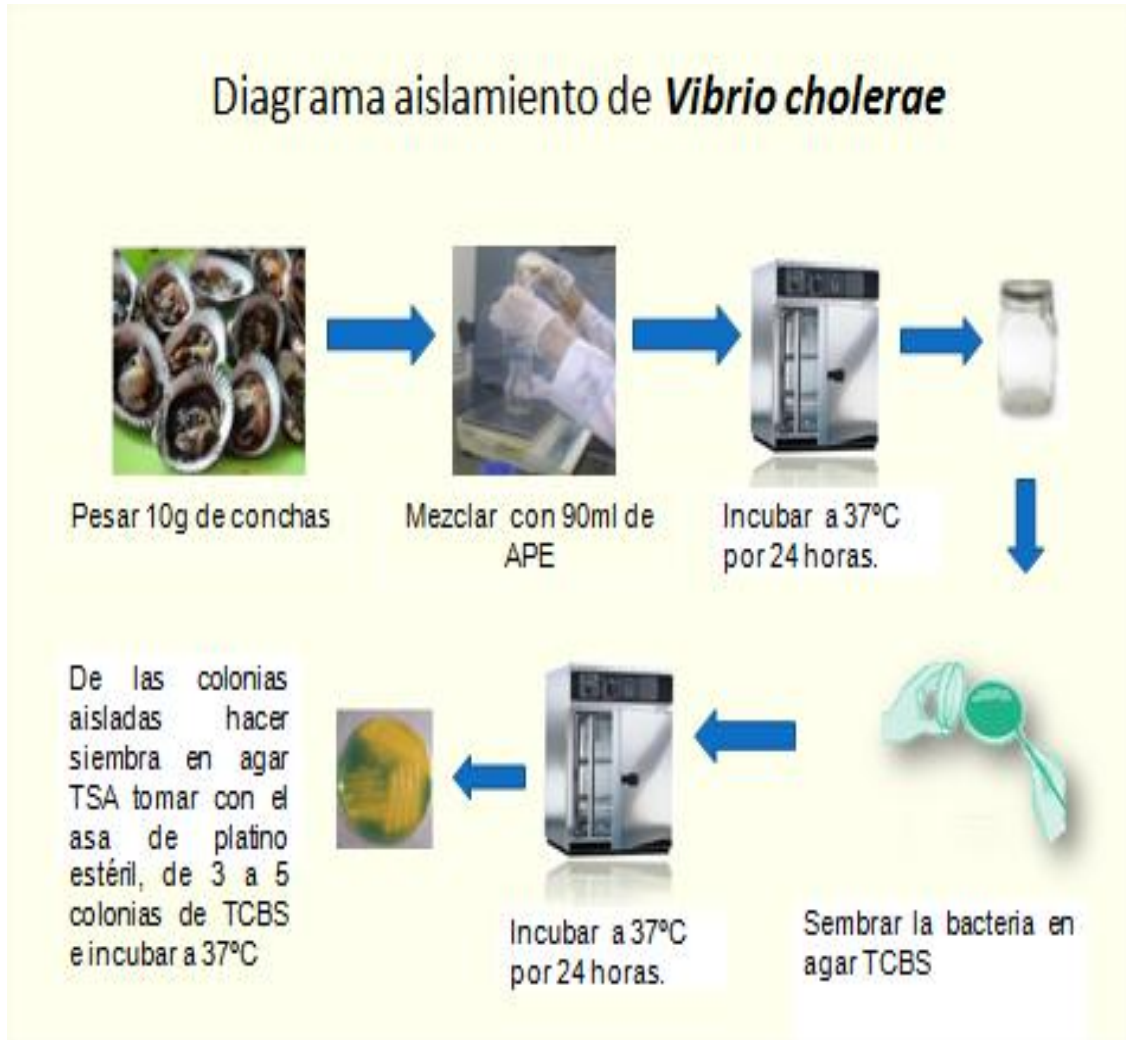 Diagrama aislamiento de Vibrio cholerae
Pesar 10g de conchas
Mezclar con 90ml de
APE
Incubar a 37ºC
por 24 horas.
Sembrar la bacteria en
agar TCBS
Incubar a 37ºC
por 24 horas.
De las colonias
aisladas hacer
siembra en agar
TSA tomar con el
asa de platino
estéril, de 3 a 5
colonias de TCBS
e incubar a 37ºC